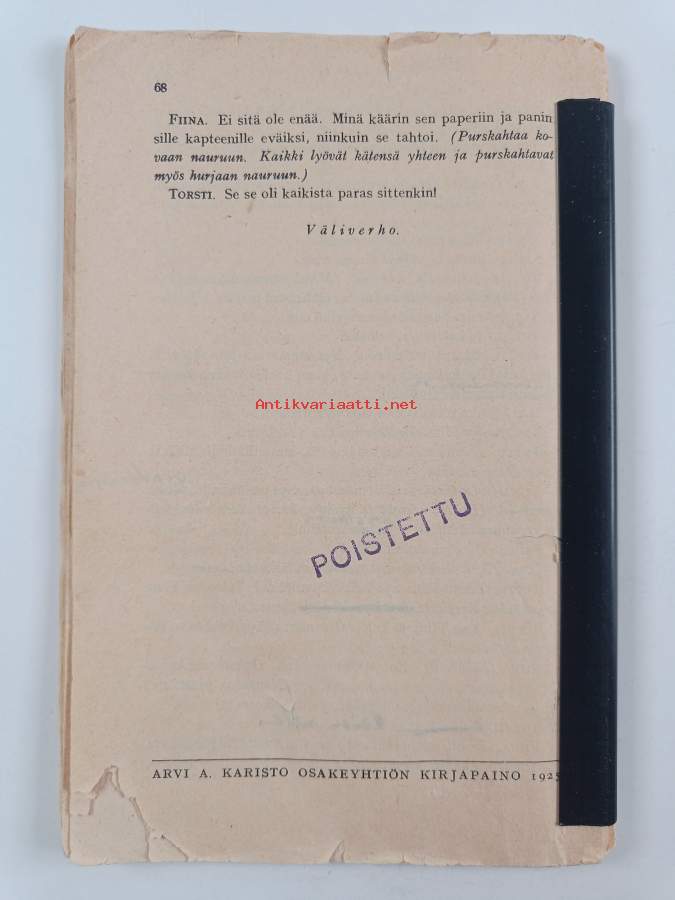 68
FIINA. Ei sitä ole enää. Minä käärin sen paperiin ja panin
sille kapteenille eväiksi, niinkuin se tahtoi. (Purskahtaa ko-
vaan nauruun. Kaikki lyövät kätensä yhteen ja purskahtavat
myös hurjaan nauruun.)
TORSTI. Se se oli kaikista paras sittenkin!
Väliverho.
Antikvariaatti.net
POISTETTU
ARVI A. KARISTO OSAKEYHTIÖN KIRJAPAINO